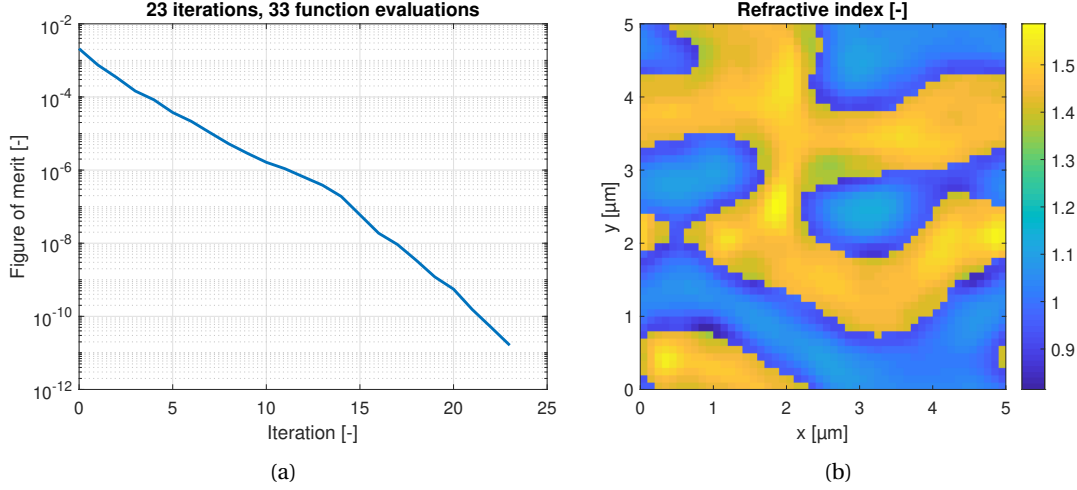 23 iterations, 33 function evaluations
Figure of merit [-]
10^-2
10^-4
10^-6
10^-8
10^-10
10^-12
0 5 10 15 20 25
Iteration [-]
(a)
Refractive index [-]
y [μm]
5
4
3
2
1
0
0 1 2 3 4 5
x [μm]
1.5
1.4
1.3
1.2
1.1
1
0.9
(b)